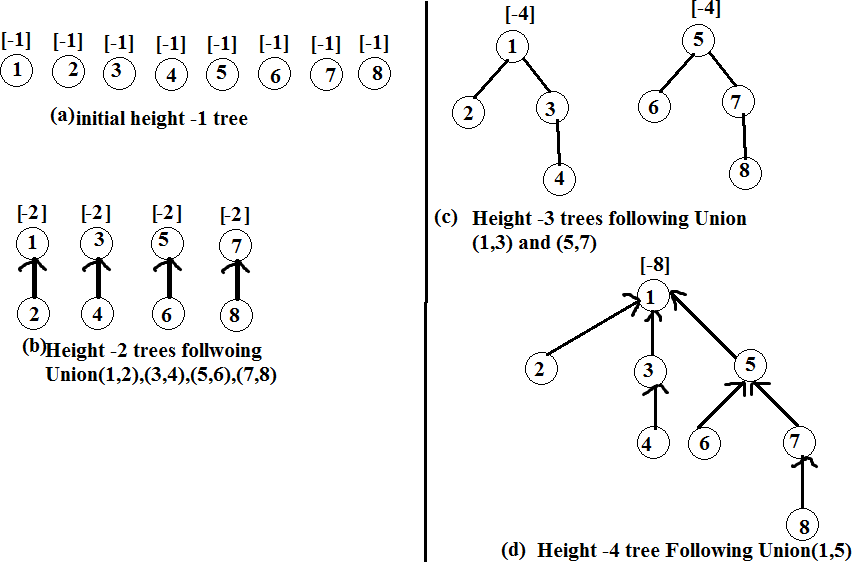 [-1] [-1] [-1] [-1] [-1] [-1] [-1] [-1]
1 2 3 4 5 6 7 8
(a) initial height -1 tree
[-2] [-2] [-2] [-2]
1 3 5 7
2 4 6 8
(b) Height -2 trees follwoing
Union(1,2),(3,4),(5,6),(7,8)
[-4] [-4]
1 5
2 3 6 7
4 8
(c) Height -3 trees following Union
(1,3) and (5,7)
[-8]
1
2 3 5
4 6 7
8
(d) Height -4 tree Following Union(1,5)